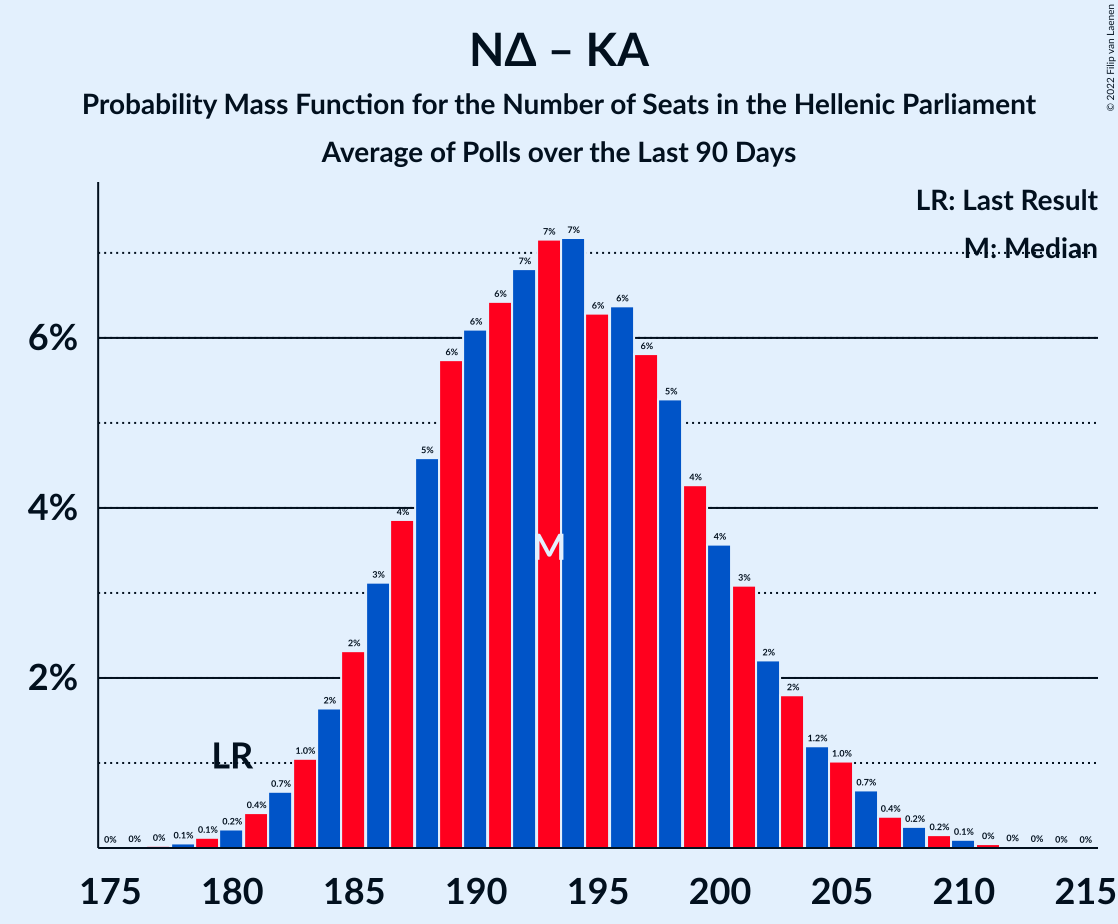 ΝΔ – ΚΑ
Probability Mass Function for the Number of Seats in the Hellenic Parliament
Average of Polls over the Last 90 Days
© 2022 Filip van Laenen
LR: Last Result
M: Median
6%
4%
2%
LR
M
0% 0% 0% 0.1% 0.1% 0.2% 0.4% 0.7% 1.0% 2% 2% 3% 4% 5% 6% 6% 6% 7% 7% 7% 6% 6% 6% 5% 4% 4% 3% 2% 2% 1.2% 1.0% 0.7% 0.4% 0.2% 0.2% 0.1% 0% 0% 0% 0% 0%
175 180 185 190 195 200 205 210 215